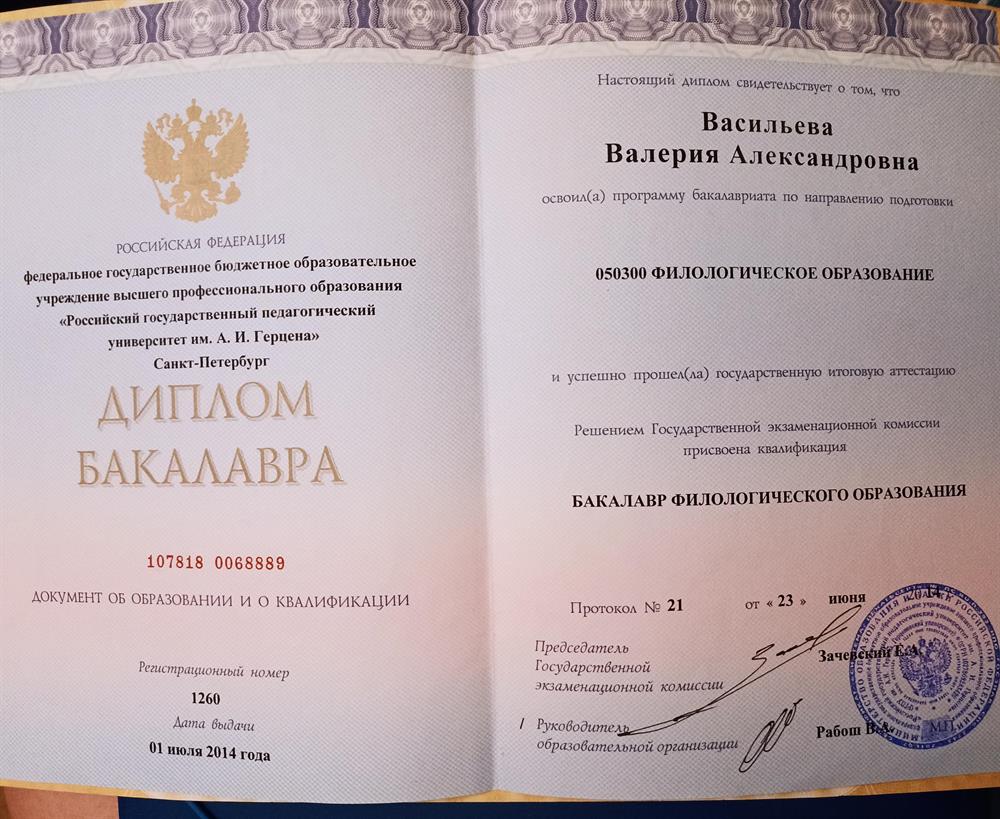 РОССИЙСКАЯ ФЕДЕРАЦИЯ
федеральное государственное бюджетное образовательное
учреждение высшего профессионального образования
«Российский государственный педагогический
университет им. А. И. Герцена»
Санкт-Петербург
ДИПЛОМ
БАКАЛАВРА
107818 0068889
ДОКУМЕНТ ОБ ОБРАЗОВАНИИ И О КВАЛИФИКАЦИИ
Регистрационный номер
1260
Дата выдачи
01 июля 2014 года
Настоящий диплом свидетельствует о том, что
Васильева
Валерия Александровна
освоил(а) программу бакалавриата по направлению подготовки
050300 ФИЛОЛОГИЧЕСКОЕ ОБРАЗОВАНИЕ
и успешно прошел(ла) государственную итоговую аттестацию
Решением Государственной экзаменационной комиссии
присвоена квалификация
БАКАЛАВР ФИЛОЛОГИЧЕСКОГО ОБРАЗОВАНИЯ
Протокол № 21 от « 23 » июня 2014 г.
Председатель
Государственной
экзаменационной комиссии
Зачевский Е.А.
/ Руководитель
образовательной организации
Рабош В.А.
М.П.